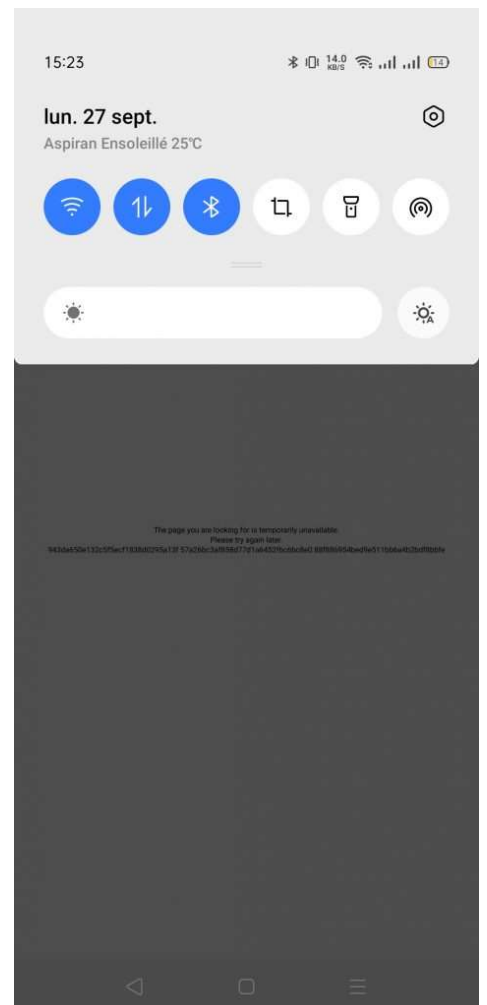 15:23
14.0
KB/S
14
lun. 27 sept.
Aspiran Ensoleillé 25°C
A
The page you are looking for is temporarily unavailable.
Please try again later.